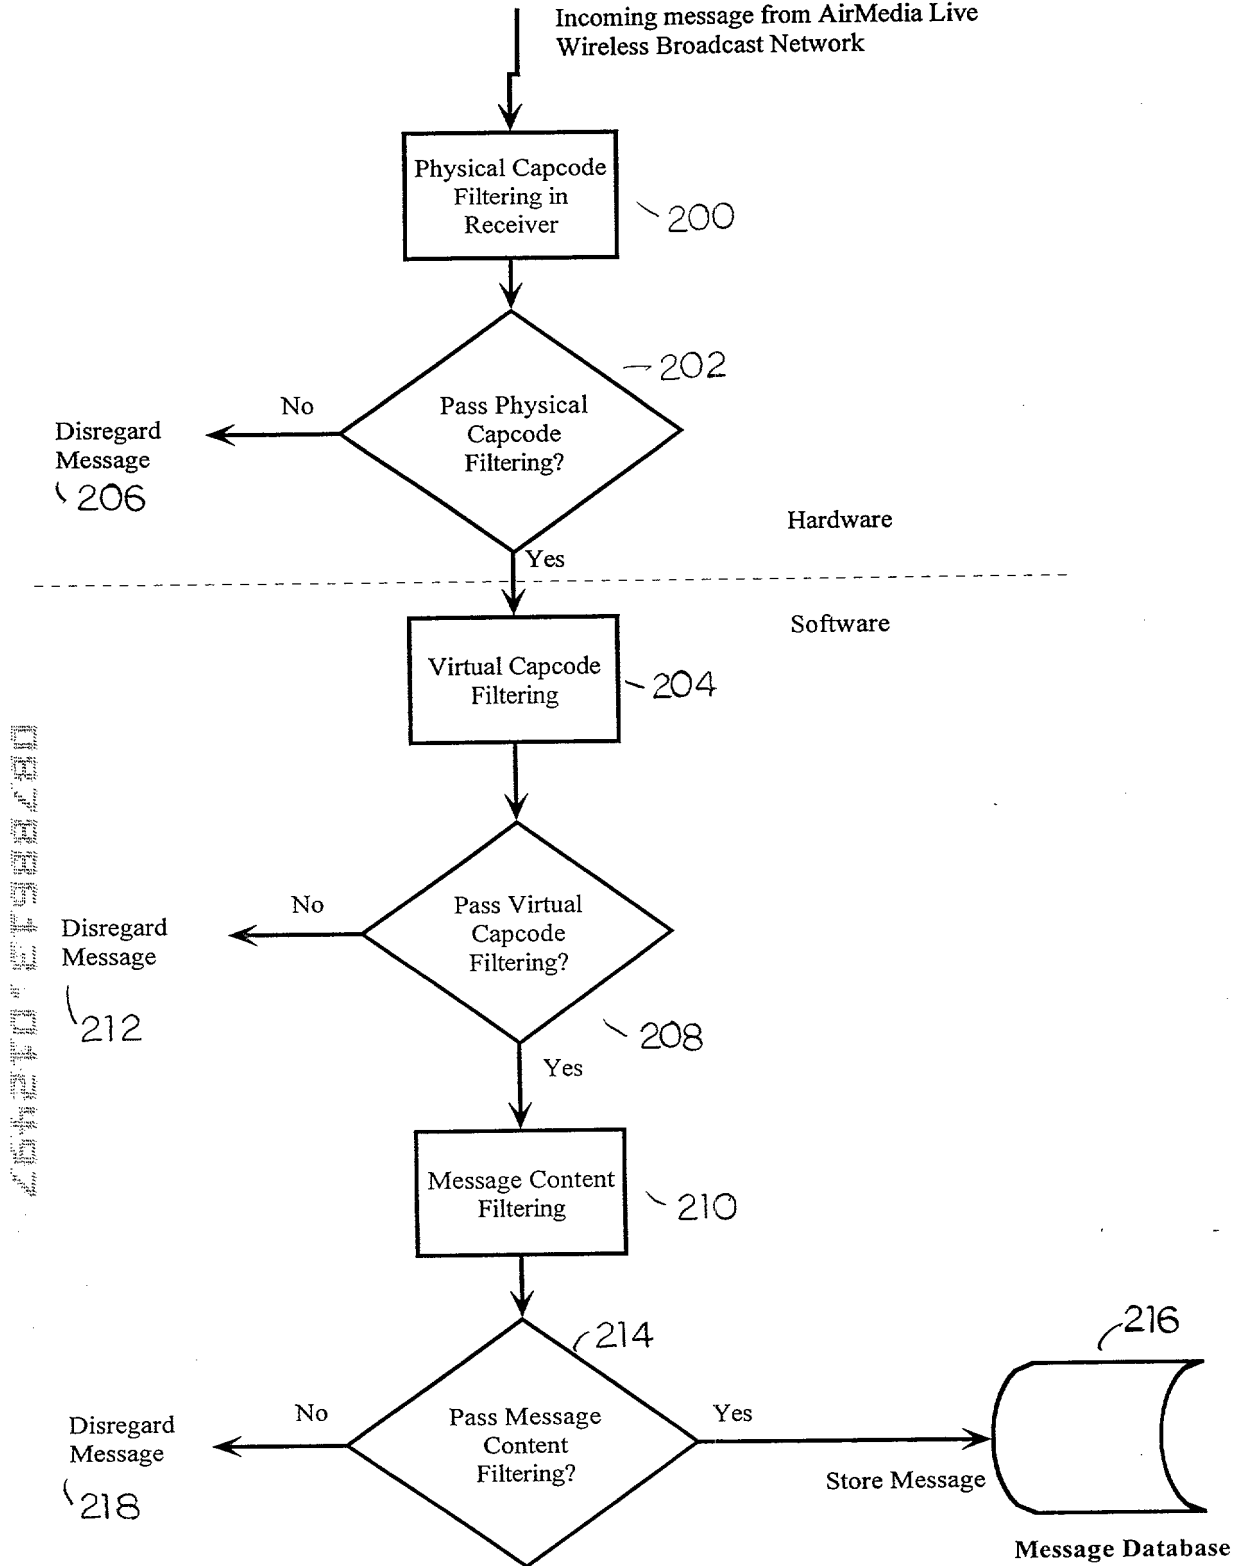 Incoming message from AirMedia Live
Wireless Broadcast Network
Physical Capcode
Filtering in
Receiver
200
202
Pass Physical
Capcode
Filtering?
No
Disregard
Message
206
Hardware
Yes
Software
Virtual Capcode
Filtering
204
Pass Virtual
Capcode
Filtering?
No
Disregard
Message
212
208
Yes
Message Content
Filtering
210
214
216
Pass Message
Content
Filtering?
No
Disregard
Message
218
Yes
Store Message
Message Database
08788613.012497